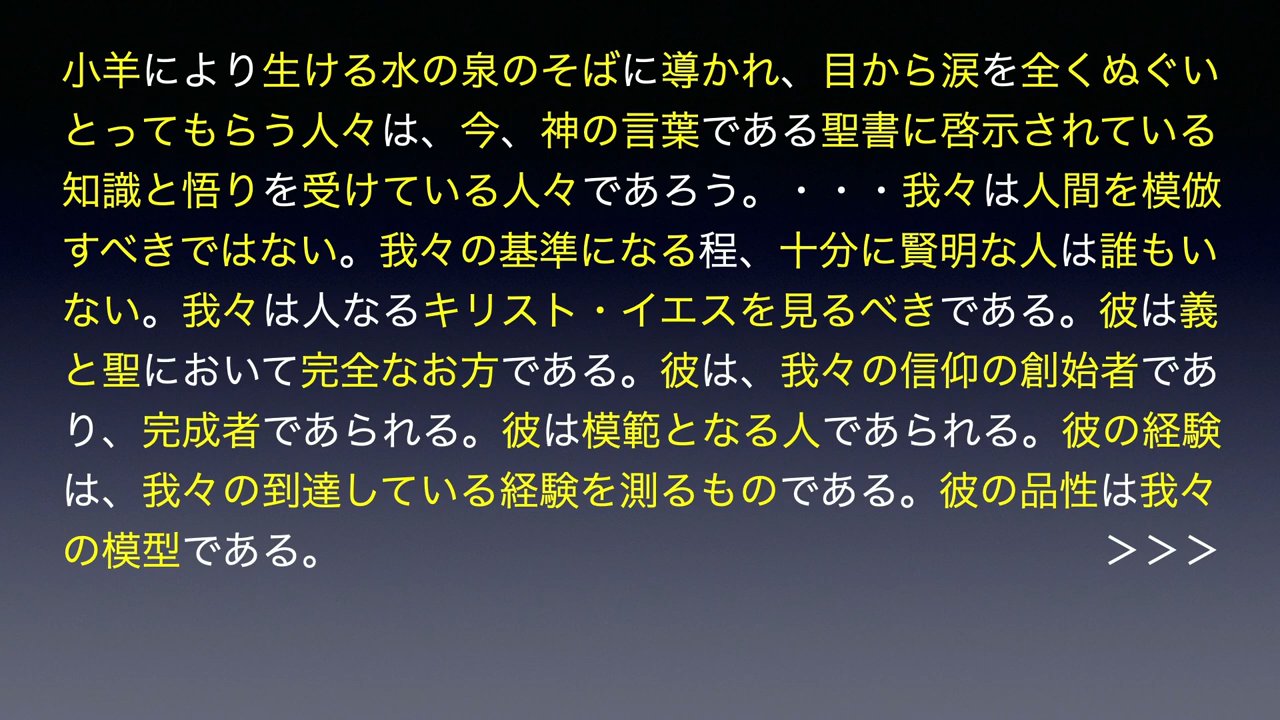 小羊により生ける水の泉のそばに導かれ、目から涙を全くぬぐい
とってもらう人々は、今、神の言葉である聖書に啓示されている
知識と悟りを受けている人々であろう。・・・我々は人間を模倣
すべきではない。我々の基準になる程、十分に賢明な人は誰もい
ない。我々は人なるキリスト・イエスを見るべきである。彼は義
と聖において完全なお方である。彼は、我々の信仰の創始者であ
り、完成者であられる。彼は模範となる人であられる。彼の経験
は、我々の到達している経験を測るものである。彼の品性は我々
の模型である。 >>>